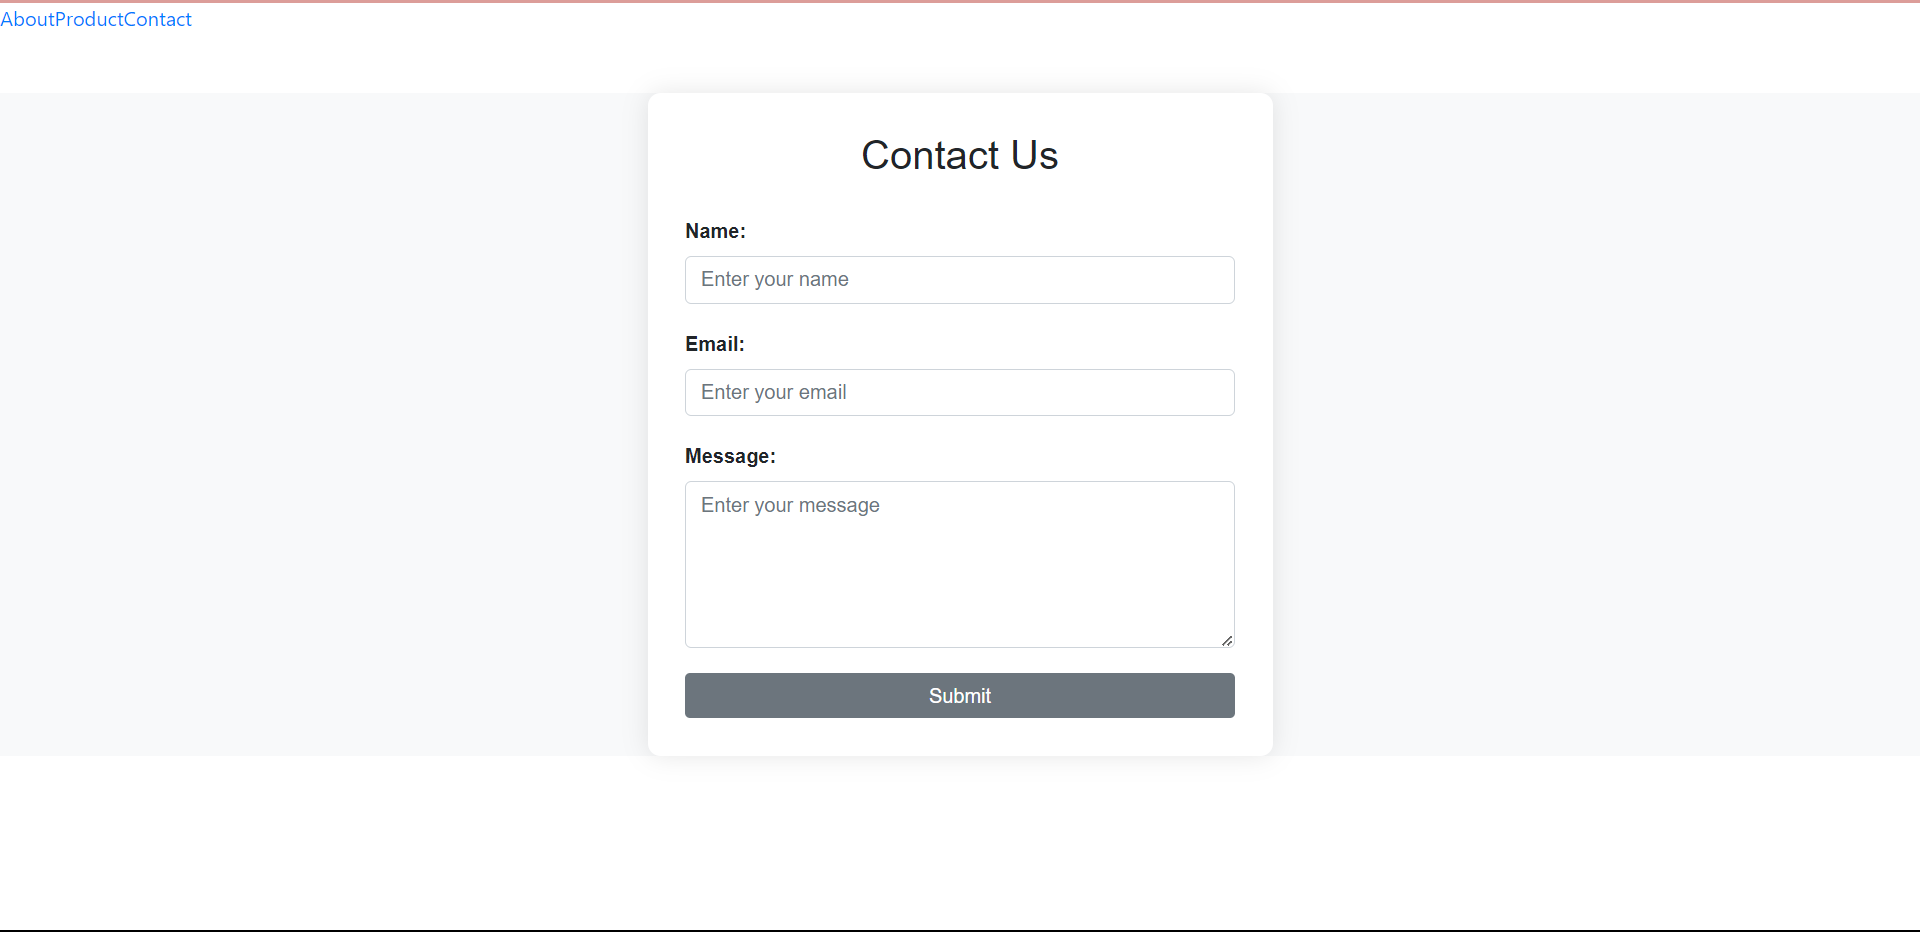 AboutProductContact
Contact Us
Name:
Enter your name
Email:
Enter your email
Message:
Enter your message
Submit